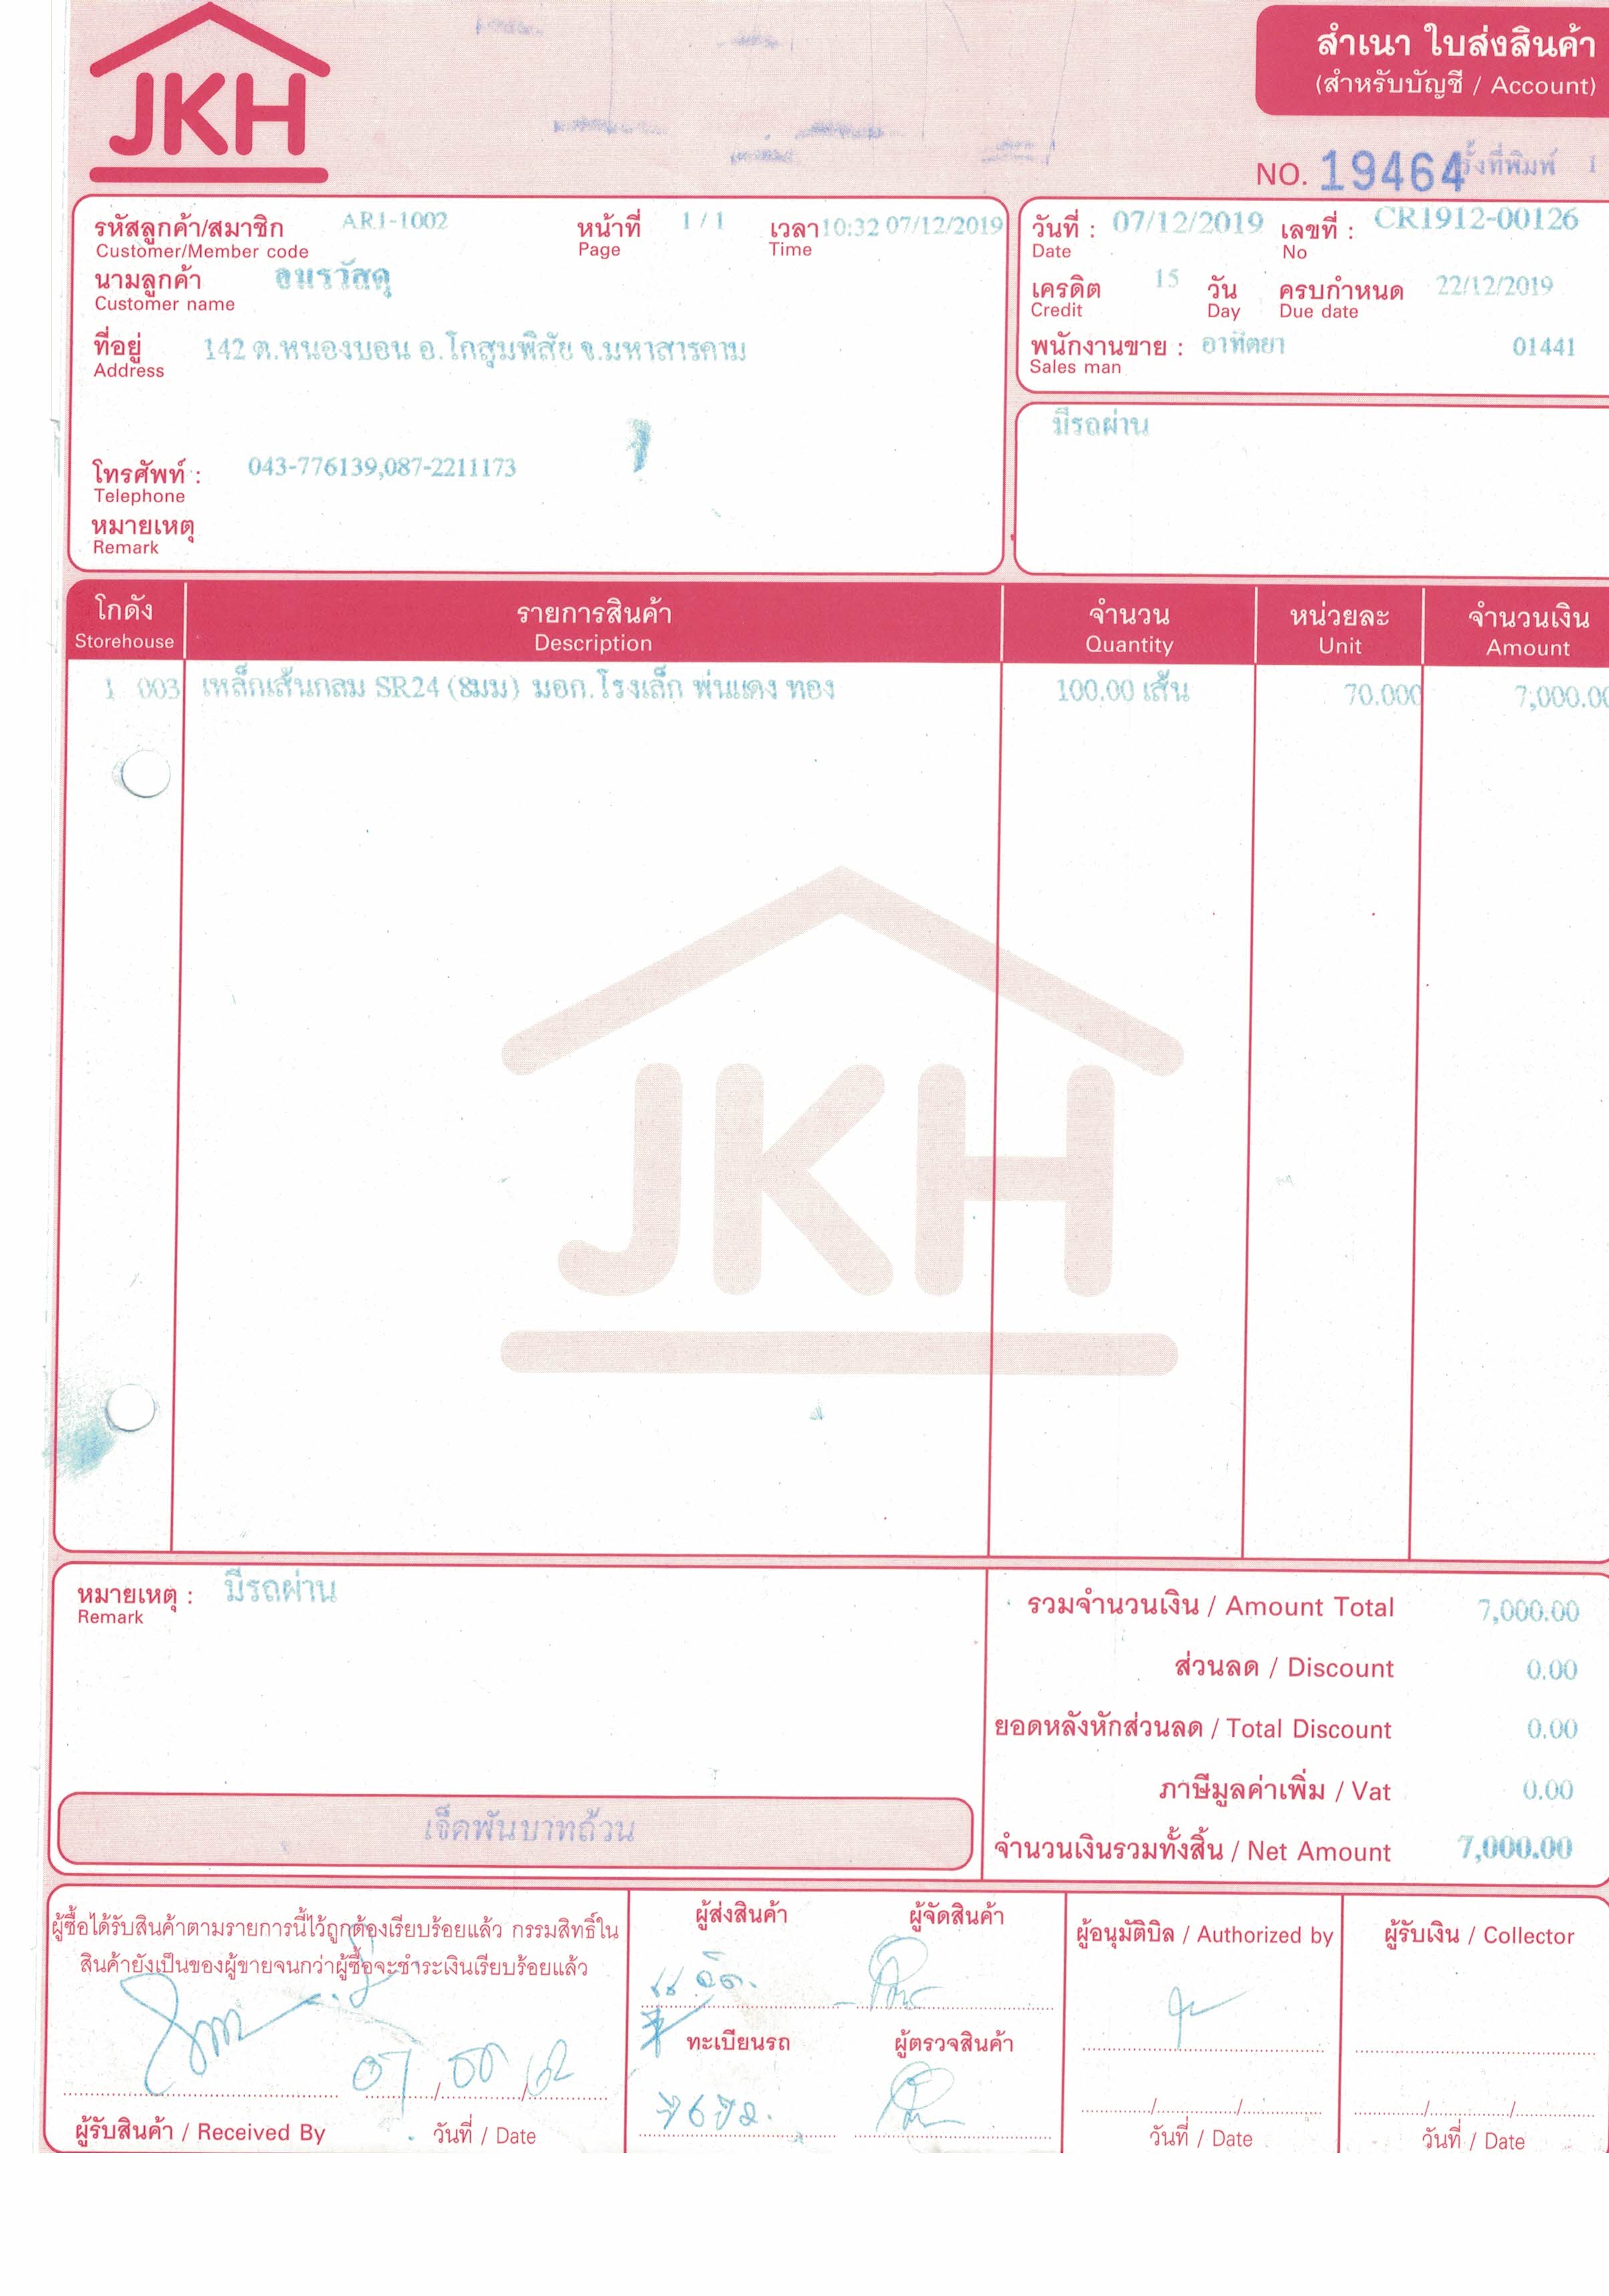 JKH
สำเนา ใบส่งสินค้า
(สำหรับบัญชี / Account)
NO. 19464 รั้งที่พิมพ์ 1
รหัสลูกค้า/สมาชิก AR1-1002 หน้าที่ 1 / 1 เวลา 10:32 07/12/2019
Customer/Member code Page Time
นามลูกค้า อมรวัสดุ
Customer name
ที่อยู่ 142 ต.หนองบอน อ.โกสุมพิสัย จ.มหาสารคาม
Address
โทรศัพท์ : 043-776139,087-2211173
Telephone
หมายเหตุ
Remark
วันที่ : 07/12/2019 เลขที่ : CR1912-00126
Date No
เครดิต 15 วัน ครบกำหนด 22/12/2019
Credit Day Due date
พนักงานขาย : อาทิตยา 01441
Sales man
มีรถผ่าน
โกดัง รายการสินค้า จำนวน หน่วยละ จำนวนเงิน
Storehouse Description Quantity Unit Amount
1 003 เหล็กเส้นกลม SR24 (8มม) มอก.โรงเล็ก พ่นแดง ทอง 100.00 เส้น 70.000 7,000.00
JKH
หมายเหตุ : มีรถผ่าน
Remark
รวมจำนวนเงิน / Amount Total 7,000.00
ส่วนลด / Discount 0.00
ยอดหลังหักส่วนลด / Total Discount 0.00
ภาษีมูลค่าเพิ่ม / Vat 0.00
เจ็ดพันบาทถ้วน
จำนวนเงินรวมทั้งสิ้น / Net Amount 7,000.00
ผู้ซื้อได้รับสินค้าตามรายการนี้ไว้ถูกต้องเรียบร้อยแล้ว กรรมสิทธิ์ใน
สินค้ายังเป็นของผู้ขายจนกว่าผู้ซื้อจะชำระเงินเรียบร้อยแล้ว
ผู้รับสินค้า / Received By วันที่ / Date
ผู้ส่งสินค้า ผู้จัดสินค้า
ทะเบียนรถ ผู้ตรวจสินค้า
ผู้อนุมัติบิล / Authorized by
วันที่ / Date
ผู้รับเงิน / Collector
วันที่ / Date